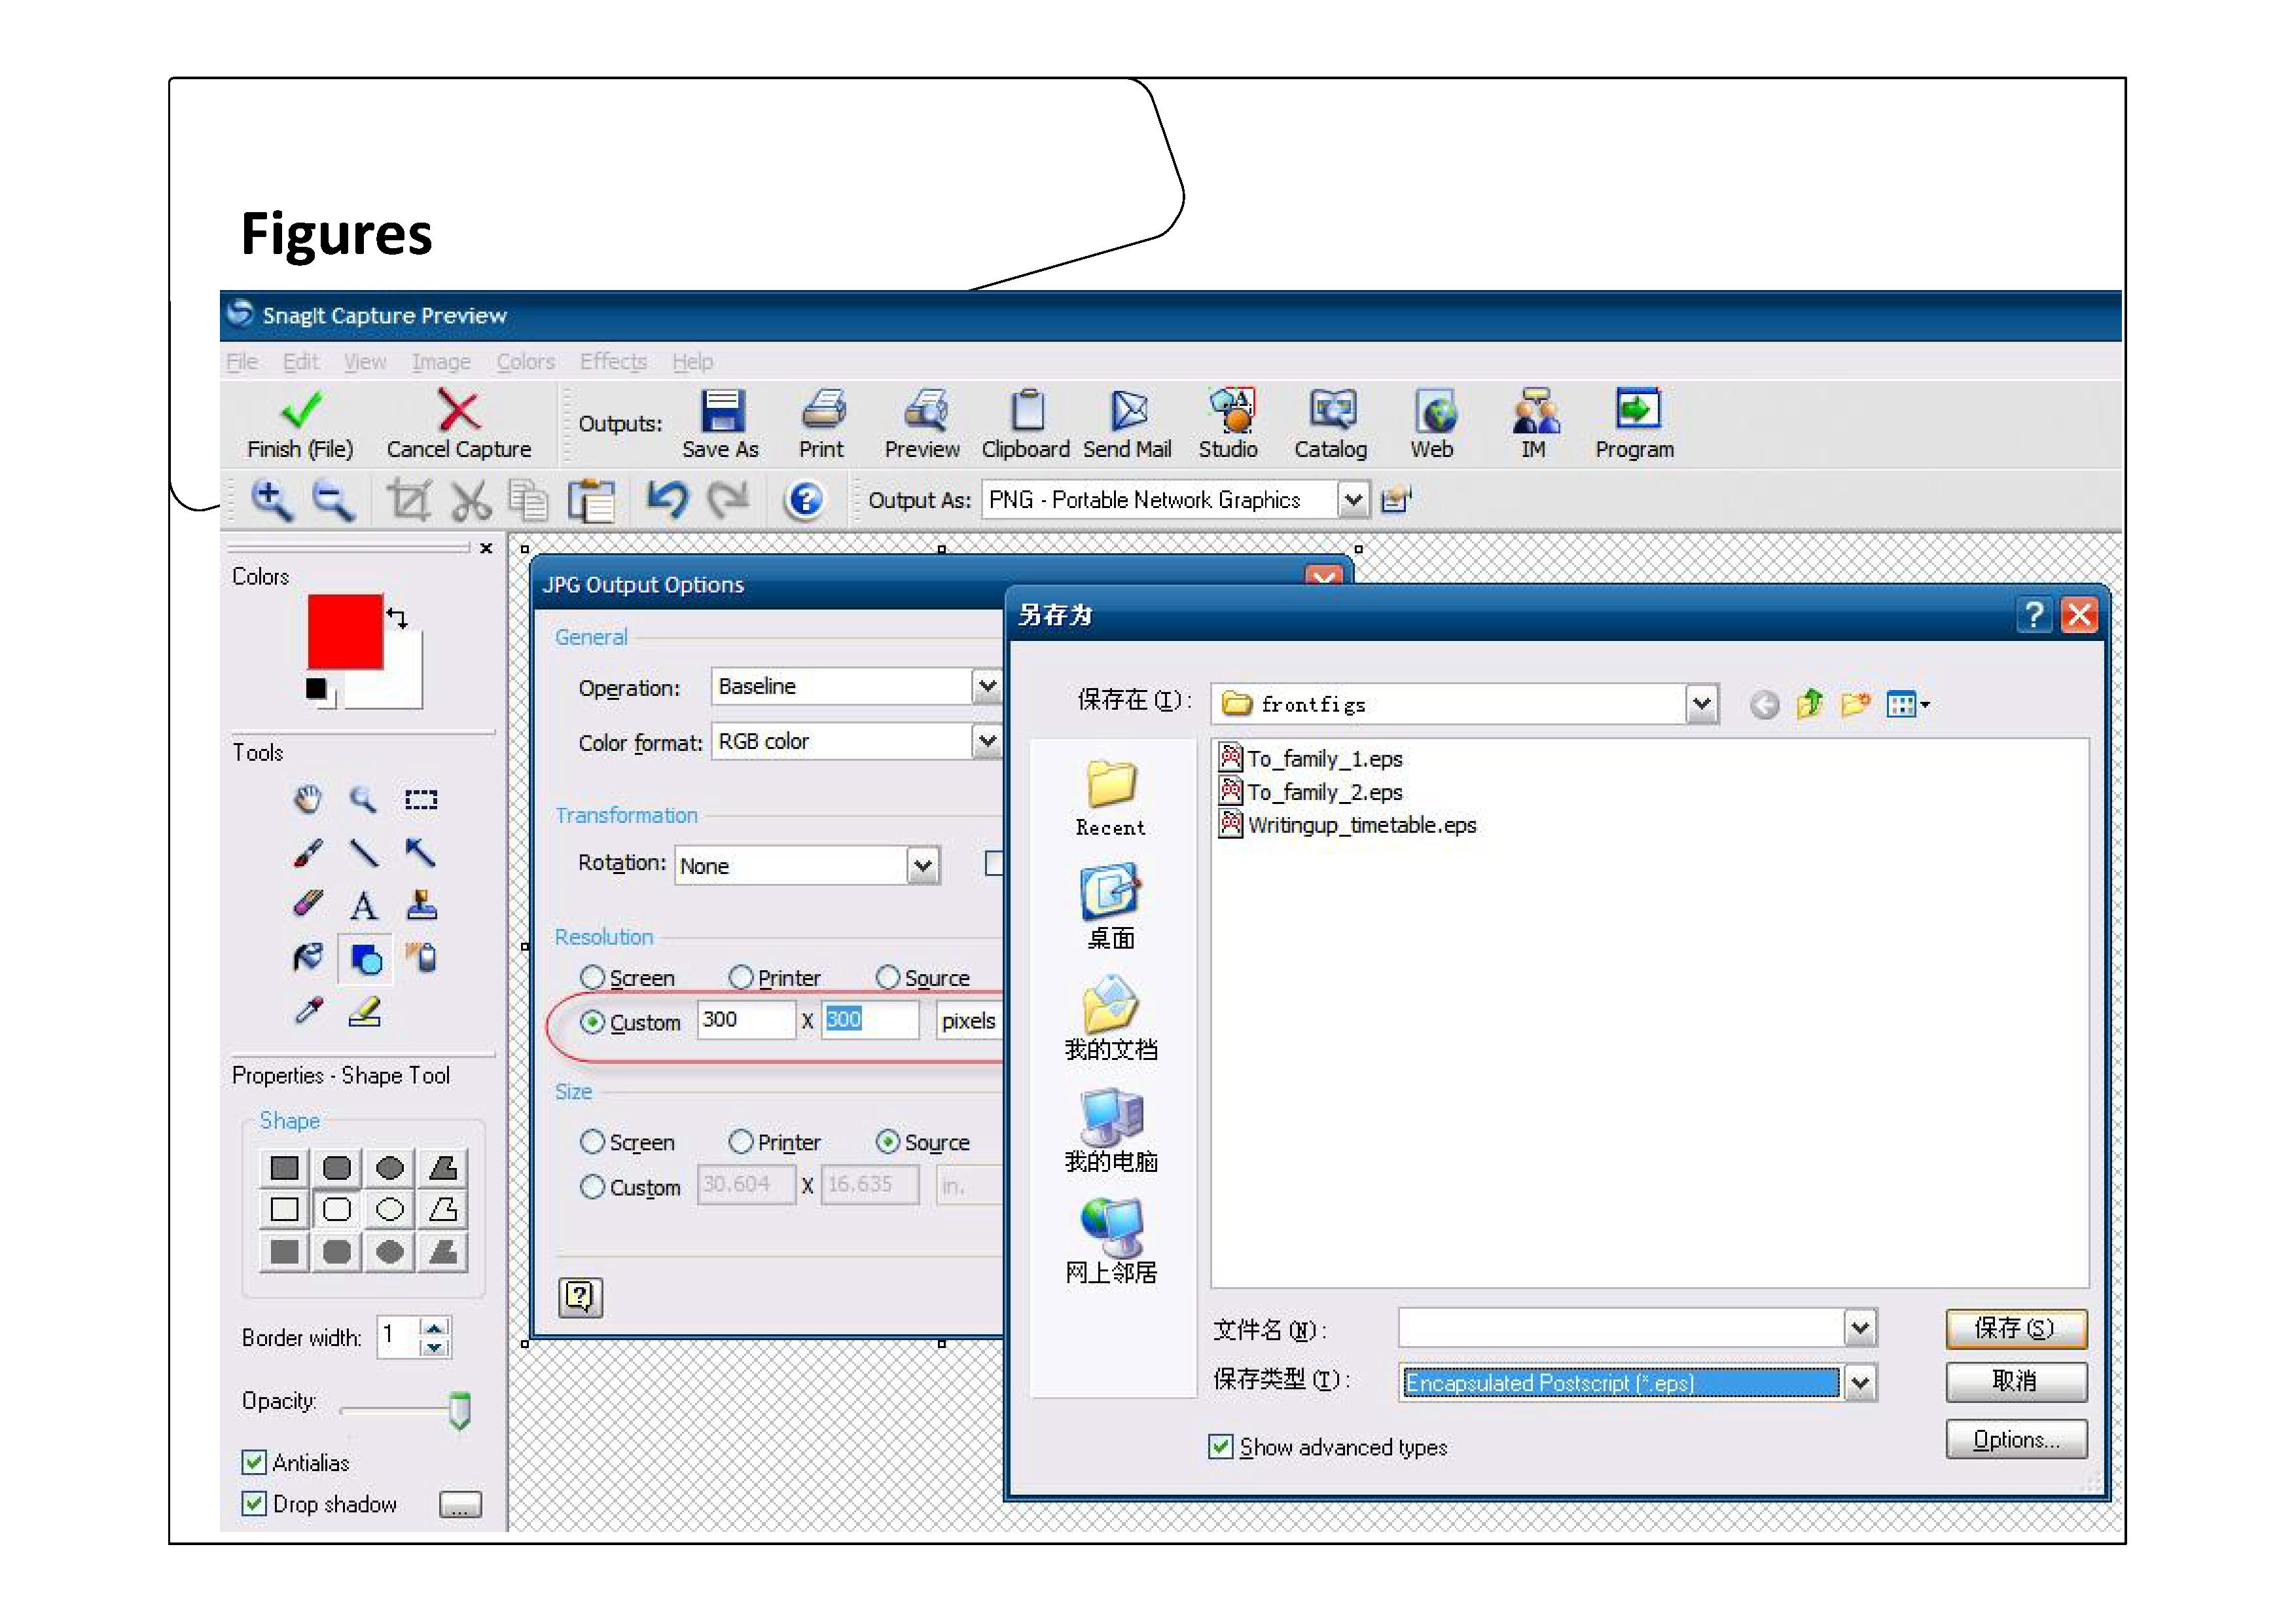 Figures
SnagIt Capture Preview
File Edit View Image Colors Effects Help
Finish (File) Cancel Capture Outputs: Save As Print Preview Clipboard Send Mail Studio Catalog Web IM Program
Output As: PNG - Portable Network Graphics
Colors
Tools
Properties - Shape Tool
Shape
Border width: 1
Opacity:
Antialias
Drop shadow ...
JPG Output Options
General
Operation: Baseline
Color format: RGB color
Transformation
Rotation: None
Resolution
Screen Printer Source
Custom 300 X 300 pixels
Size
Screen Printer Source
Custom 30.604 X 16.635 in.
另存为
保存在(I): frontfigs
Recent
桌面
我的文档
我的电脑
网上邻居
To_family_1.eps
To_family_2.eps
Writingup_timetable.eps
文件名(N): 保存(S)
保存类型(T): Encapsulated Postscript (*.eps) 取消
Show advanced types Options...